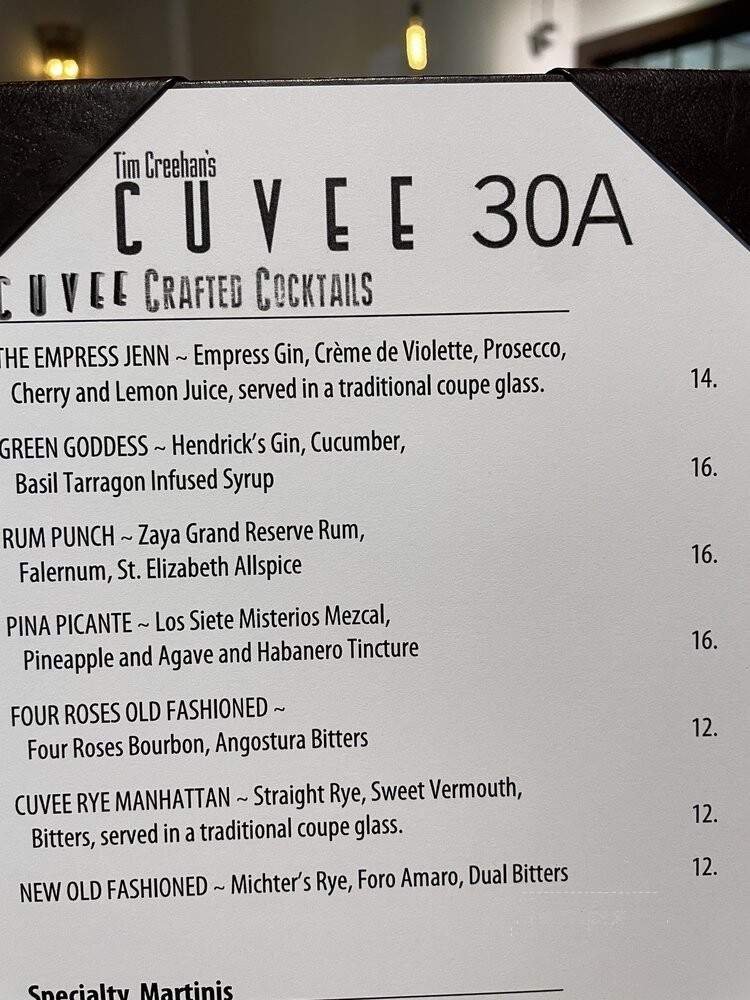 Tim Creehan's
CUVEE 30A
CUVEE CRAFTED COCKTAILS
THE EMPRESS JENN ~ Empress Gin, Crème de Violette, Prosecco,
Cherry and Lemon Juice, served in a traditional coupe glass. 14.
GREEN GODDESS ~ Hendrick's Gin, Cucumber,
Basil Tarragon Infused Syrup 16.
RUM PUNCH ~ Zaya Grand Reserve Rum,
Falernum, St. Elizabeth Allspice 16.
PINA PICANTE ~ Los Siete Misterios Mezcal,
Pineapple and Agave and Habanero Tincture 16.
FOUR ROSES OLD FASHIONED ~
Four Roses Bourbon, Angostura Bitters 12.
CUVEE RYE MANHATTAN ~ Straight Rye, Sweet Vermouth,
Bitters, served in a traditional coupe glass. 12.
NEW OLD FASHIONED ~ Michter's Rye, Foro Amaro, Dual Bitters 12.
Specialty Martinis